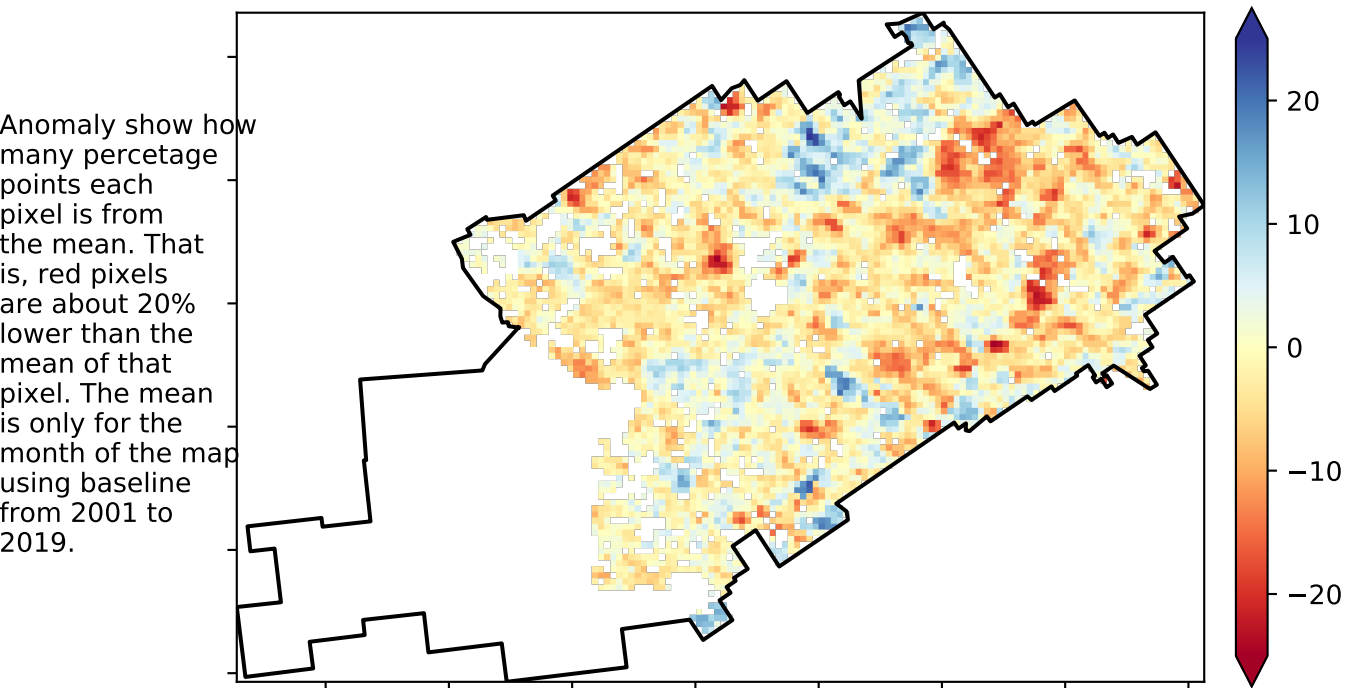 Anomaly show how
many percetage
points each
pixel is from
the mean. That
is, red pixels
are about 20%
lower than the
mean of that
pixel. The mean
is only for the
month of the map
using baseline
from 2001 to
2019.
20
10
0
−10
−20